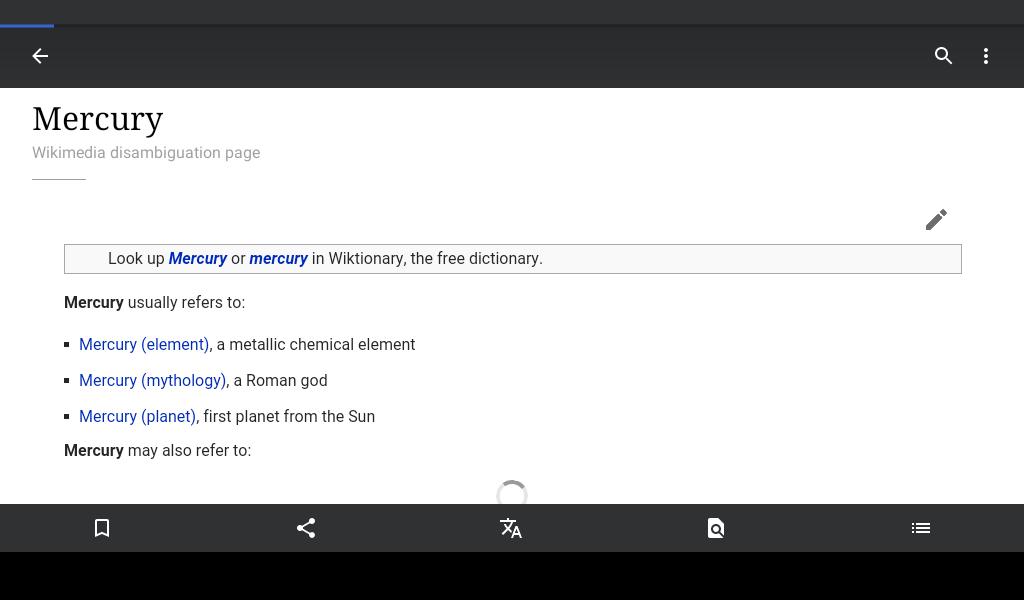 Mercury
Wikimedia disambiguation page
Look up Mercury or mercury in Wiktionary, the free dictionary.
Mercury usually refers to:
Mercury (element), a metallic chemical element
Mercury (mythology), a Roman god
Mercury (planet), first planet from the Sun
Mercury may also refer to: